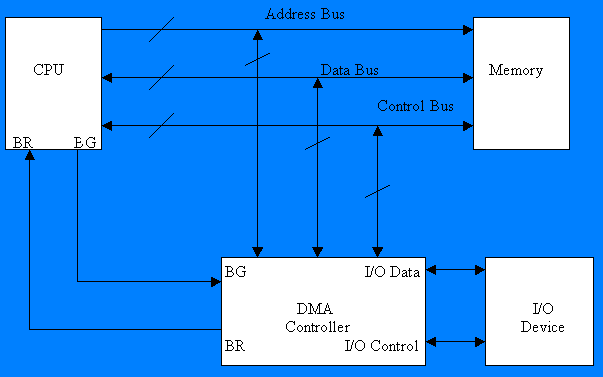 Address Bus
CPU
Data Bus
Memory
Control Bus
BR
BG
BG
I/O Data
DMA
Controller
I/O
Device
BR
I/O Control